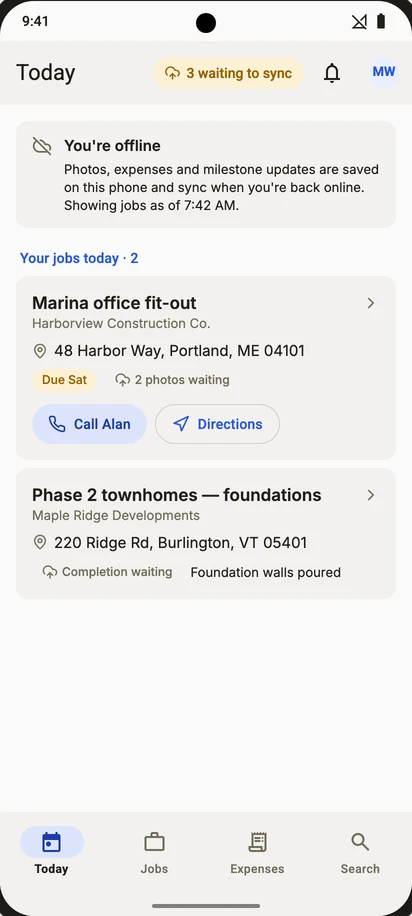 9:41
Today
3 waiting to sync
MW
You're offline
Photos, expenses and milestone updates are saved
on this phone and sync when you're back online.
Showing jobs as of 7:42 AM.
Your jobs today · 2
Marina office fit-out
Harborview Construction Co.
48 Harbor Way, Portland, ME 04101
Due Sat
2 photos waiting
Call Alan
Directions
Phase 2 townhomes — foundations
Maple Ridge Developments
220 Ridge Rd, Burlington, VT 05401
Completion waiting
Foundation walls poured
Today
Jobs
Expenses
Search